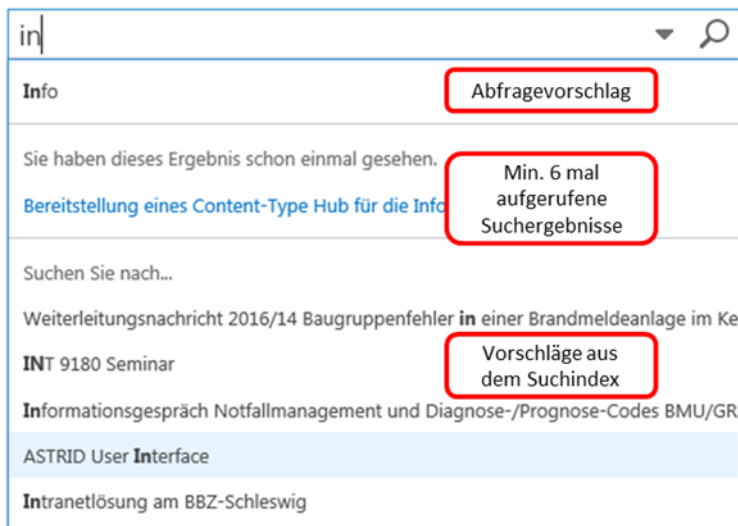 in
Info
Abfragevorschlag
Sie haben dieses Ergebnis schon einmal gesehen.
Bereitstellung eines Content-Type Hub für die Info
Min. 6 mal
aufgerufene
Suchergebnisse
Suchen Sie nach...
Weiterleitungsnachricht 2016/14 Baugruppenfehler in einer Brandmeldeanlage im Ke
INT 9180 Seminar
Vorschläge aus
dem Suchindex
Informationsgespräch Notfallmanagement und Diagnose-/Prognose-Codes BMU/GR
ASTRID User Interface
Intranetlösung am BBZ-Schleswig